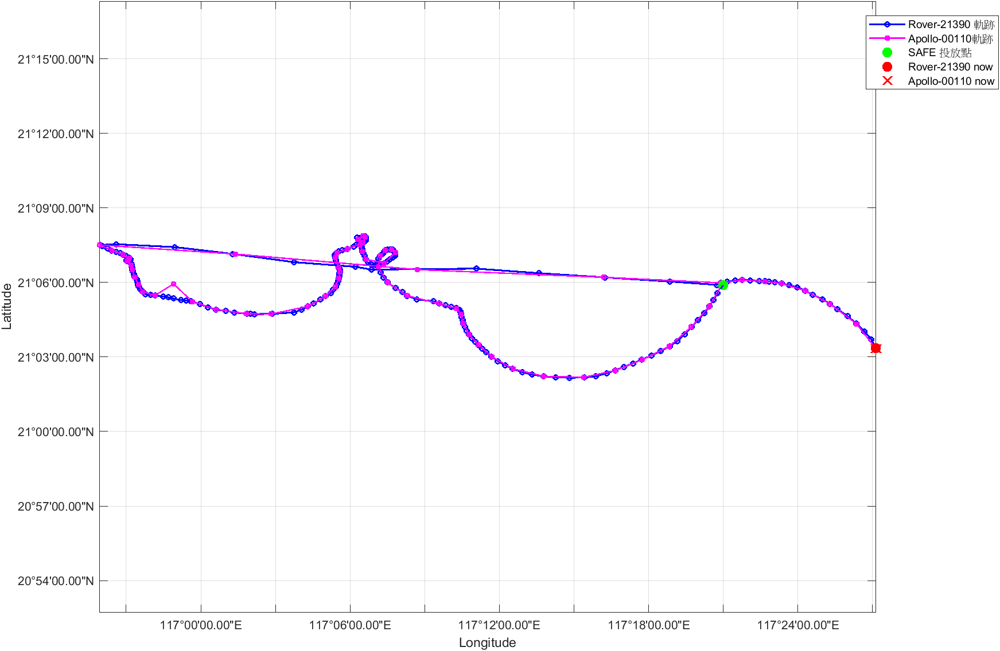 Rover-21390 軌跡
Apollo-00110軌跡
SAFE 投放點
Rover-21390 now
Apollo-00110 now
21°15'00.00"N
21°12'00.00"N
21°09'00.00"N
21°06'00.00"N
21°03'00.00"N
21°00'00.00"N
20°57'00.00"N
20°54'00.00"N
Latitude
117°00'00.00"E
117°06'00.00"E
117°12'00.00"E
117°18'00.00"E
117°24'00.00"E
Longitude